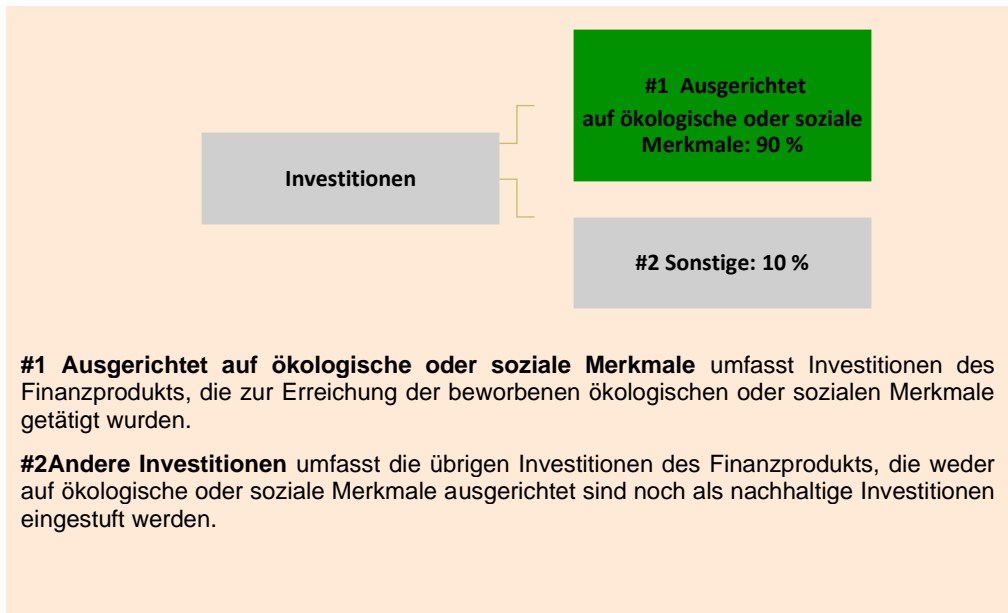 #1 Ausgerichtet
auf ökologische oder soziale
Merkmale: 90 %
Investitionen
#2 Sonstige: 10 %
#1 Ausgerichtet auf ökologische oder soziale Merkmale umfasst Investitionen des
Finanzprodukts, die zur Erreichung der beworbenen ökologischen oder sozialen Merkmale
getätigt wurden.
#2Andere Investitionen umfasst die übrigen Investitionen des Finanzprodukts, die weder
auf ökologische oder soziale Merkmale ausgerichtet sind noch als nachhaltige Investitionen
eingestuft werden.